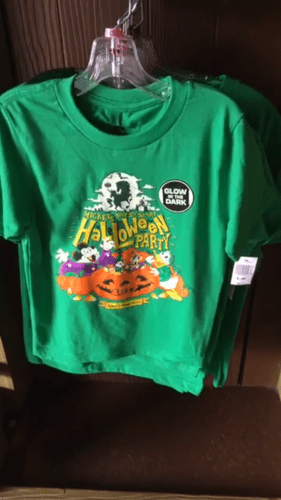 MICKEY'S NOT-SO-SCARY
Halloween
PARTY
GLOW
IN THE
DARK